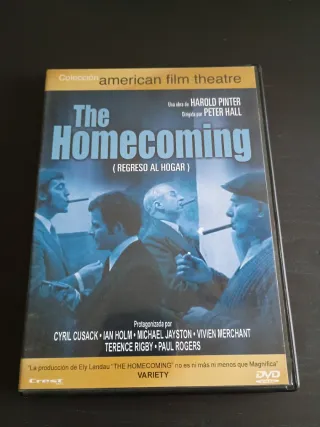 Colección american film theatre
Una obra de HAROLD PINTER
Dirigida por PETER HALL
The
Homecoming
( REGRESO AL HOGAR )
Protagonizada por
CYRIL CUSACK • IAN HOLM • MICHAEL JAYSTON • VIVIEN MERCHANT
TERENCE RIGBY • PAUL ROGERS
"La producción de Ely Landau "THE HOMECOMING" no es ni más ni menos que Magnífica"
VARIETY
Crest
DVD